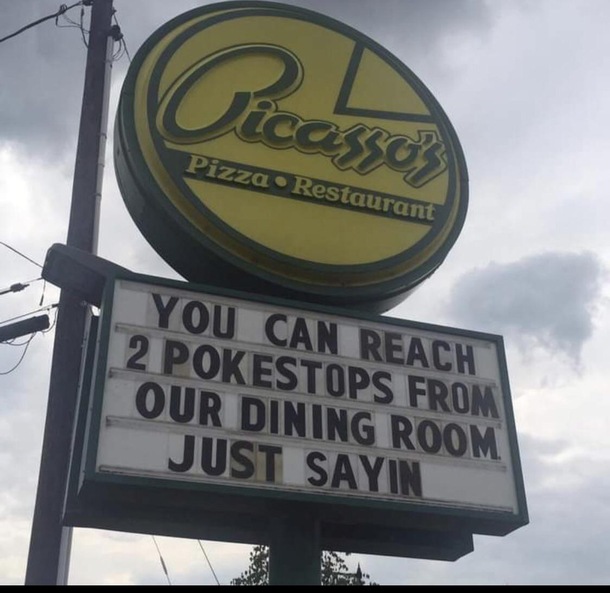 Picasso's
Pizza • Restaurant
YOU CAN REACH
2 POKESTOPS FROM
OUR DINING ROOM.
JUST SAYIN